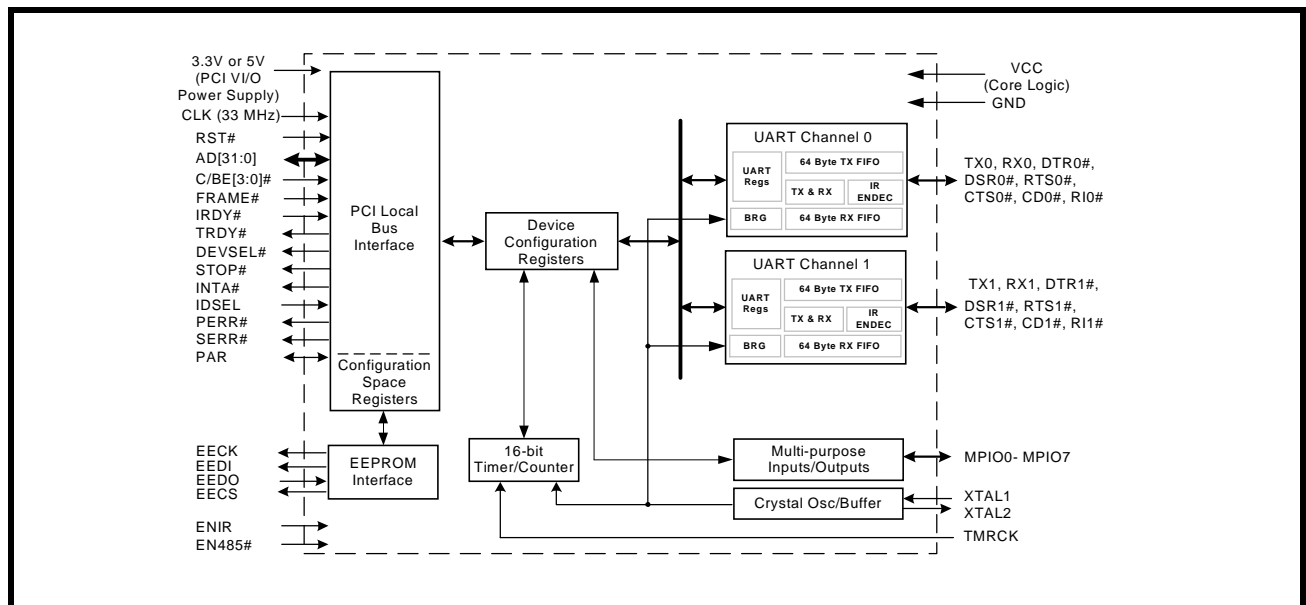 3.3V or 5V
(PCI VI/O
Power Supply)
CLK (33 MHz)
RST#
AD[31:0]
C/BE[3:0]#
FRAME#
IRDY#
TRDY#
DEVSEL#
STOP#
INTA#
IDSEL
PERR#
SERR#
PAR
EECK
EEDI
EEDO
EECS
ENIR
EN485#
PCI Local
Bus
Interface
Configuration
Space
Registers
EEPROM
Interface
Device
Configuration
Registers
16-bit
Timer/Counter
UART Channel 0
UART
Regs
64 Byte TX FIFO
TX & RX
IR
ENDEC
BRG
64 Byte RX FIFO
UART Channel 1
UART
Regs
64 Byte TX FIFO
TX & RX
IR
ENDEC
BRG
64 Byte RX FIFO
Multi-purpose
Inputs/Outputs
Crystal Osc/Buffer
VCC
(Core Logic)
GND
TX0, RX0, DTR0#,
DSR0#, RTS0#,
CTS0#, CD0#, RI0#
TX1, RX1, DTR1#,
DSR1#, RTS1#,
CTS1#, CD1#, RI1#
MPIO0- MPIO7
XTAL1
XTAL2
TMRCK